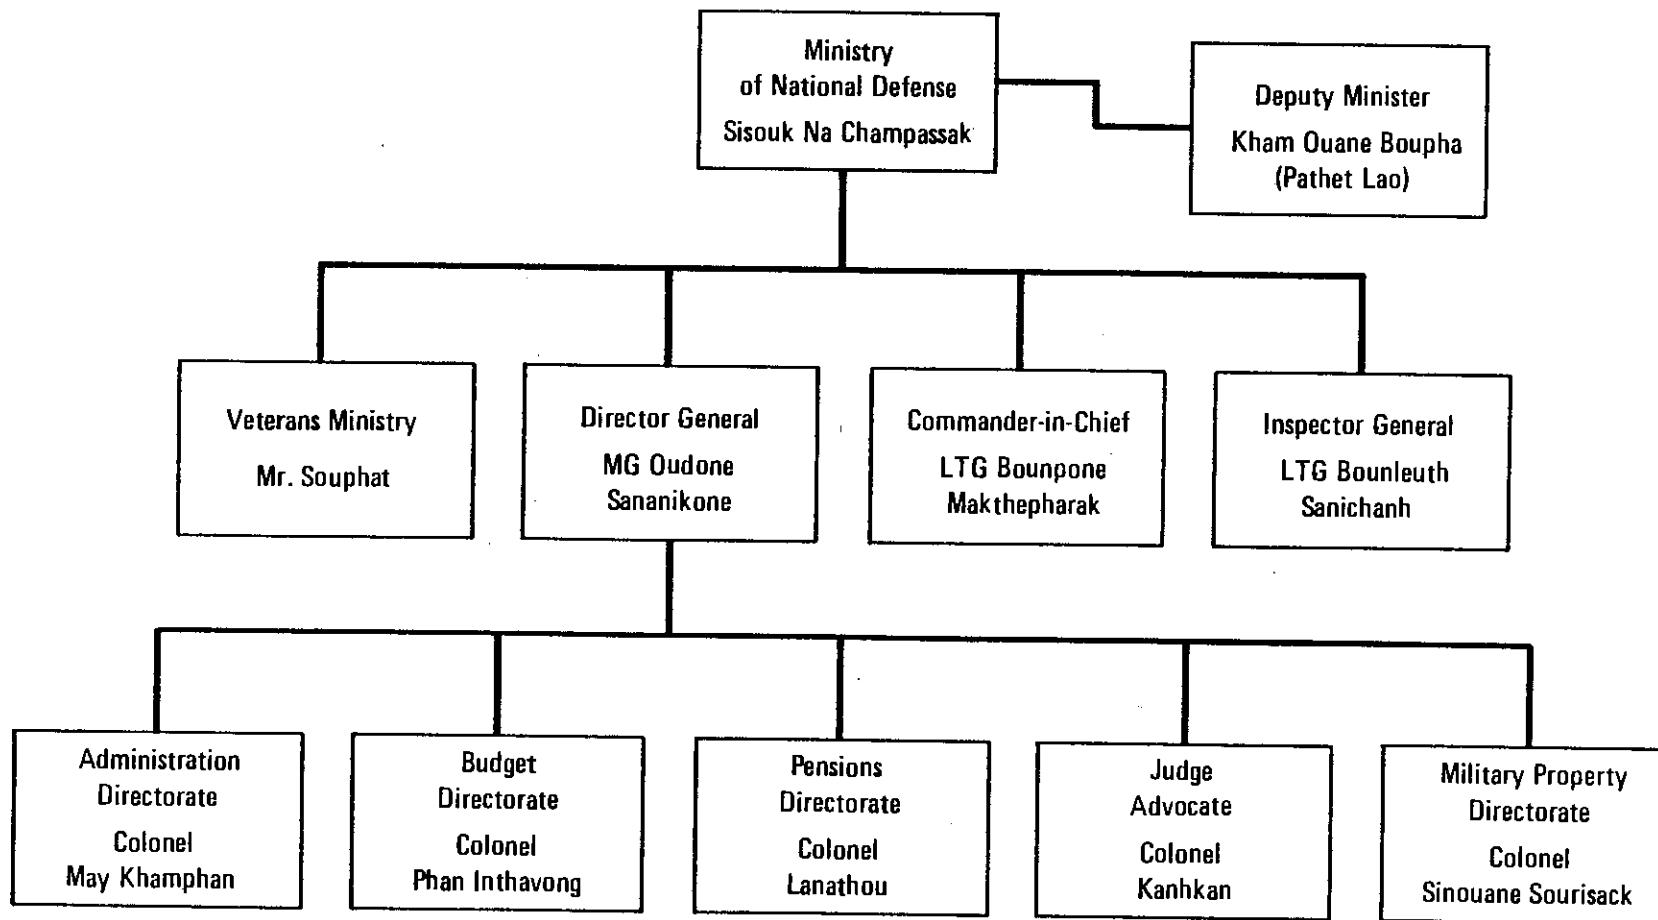 Ministry
of National Defense
Sisouk Na Champassak
Deputy Minister
Kham Ouane Boupha
(Pathet Lao)
Veterans Ministry
Mr. Souphat
Director General
MG Oudone
Sananikone
Commander-in-Chief
LTG Bounpone
Makthepharak
Inspector General
LTG Bounleuth
Sanichanh
Administration
Directorate
Colonel
May Khamphan
Budget
Directorate
Colonel
Phan Inthavong
Pensions
Directorate
Colonel
Lanathou
Judge
Advocate
Colonel
Kanhkan
Military Property
Directorate
Colonel
Sinouane Sourisack